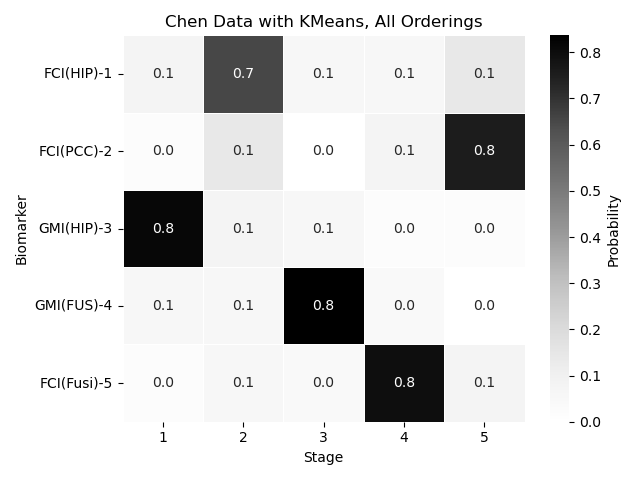 Chen Data with KMeans, All Orderings
FCI(HIP)-1 0.1 0.7 0.1 0.1 0.1
FCI(PCC)-2 0.0 0.1 0.0 0.1 0.8
GMI(HIP)-3 0.8 0.1 0.1 0.0 0.0
GMI(FUS)-4 0.1 0.1 0.8 0.0 0.0
FCI(Fusi)-5 0.0 0.1 0.0 0.8 0.1
1 2 3 4 5
Stage
Biomarker
0.8
0.7
0.6
0.5
0.4
0.3
0.2
0.1
0.0
Probability